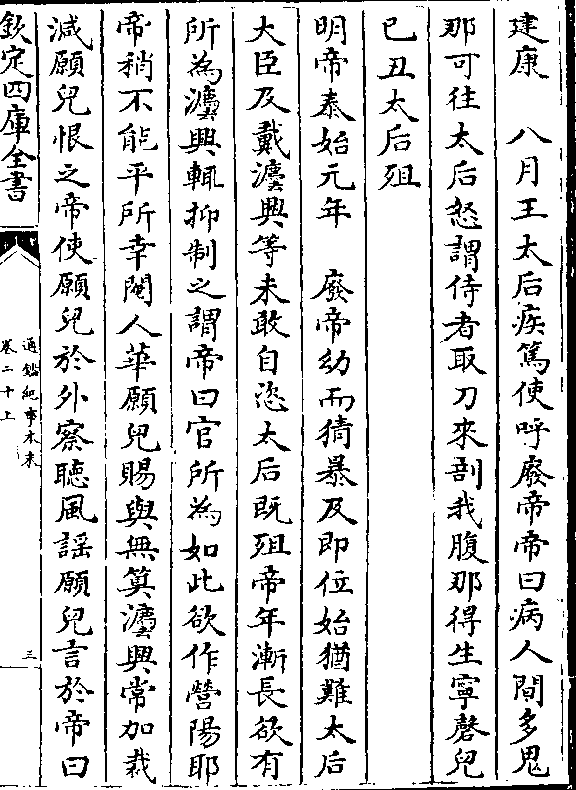 建康　八月王太后疾篤使呼廢帝帝曰病人間多鬼
那可往太后怒謂侍者取刀來剖我腹那得生寧馨兒
已丑太后殂
明帝泰始元年　廢帝幼而猜暴及即位始猶難太后
大臣及戴灋興等未敢自恣太后既殂帝年漸長欲有
所為灋興輒抑制之謂帝曰官所為如此欲作營陽耶
帝稍不能平所幸閹人華願兒賜與無筭灋興常加裁
減願兒恨之帝使願兒於外察聽風謡願兒言於帝曰
欽定四庫全書
通鑑紀事本末
卷二十上
三